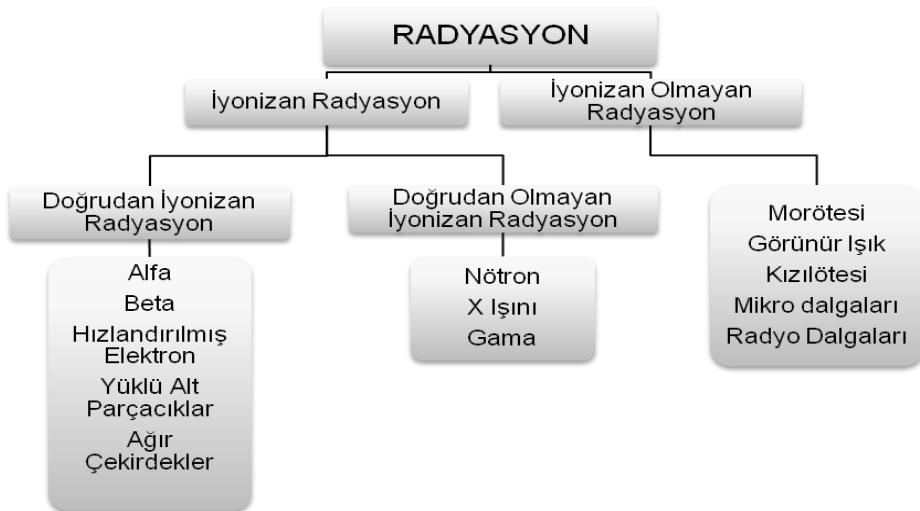 RADYASYON
İyonizan Radyasyon
İyonizan Olmayan
Radyasyon
Doğrudan İyonizan
Radyasyon
Doğrudan Olmayan
İyonizan Radyasyon
Alfa
Beta
Hızlandırılmış
Elektron
Yüklü Alt
Parçacıklar
Ağır
Çekirdekler
Nötron
X Işını
Gama
Morötesi
Görünür Işık
Kızılötesi
Mikro dalgaları
Radyo Dalgaları